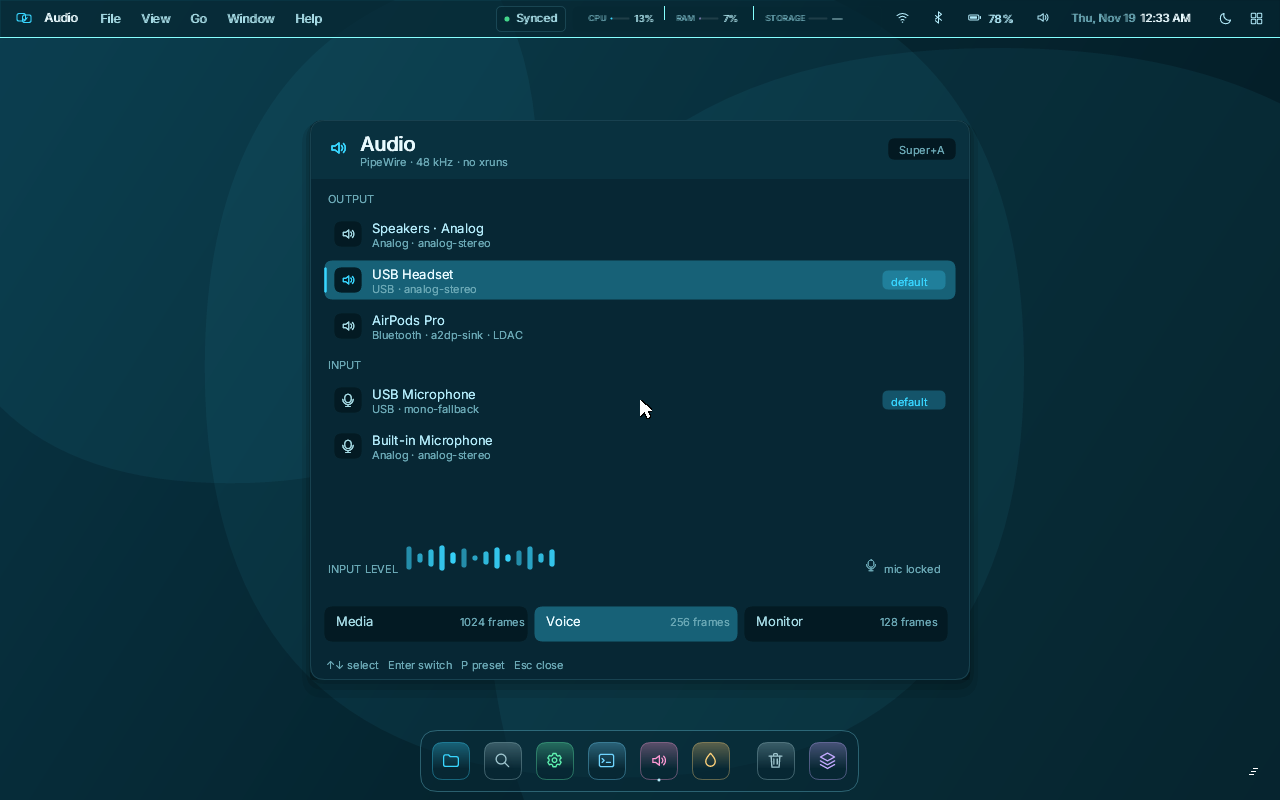 Audio File View Go Window Help Synced CPU 13% RAM 7% STORAGE — 78% Thu, Nov 19 12:33 AM
Audio
PipeWire · 48 kHz · no xruns
Super+A
OUTPUT
Speakers · Analog
Analog · analog-stereo
USB Headset
USB · analog-stereo
default
AirPods Pro
Bluetooth · a2dp-sink · LDAC
INPUT
USB Microphone
USB · mono-fallback
default
Built-in Microphone
Analog · analog-stereo
INPUT LEVEL mic locked
Media 1024 frames Voice 256 frames Monitor 128 frames
↑↓ select Enter switch P preset Esc close